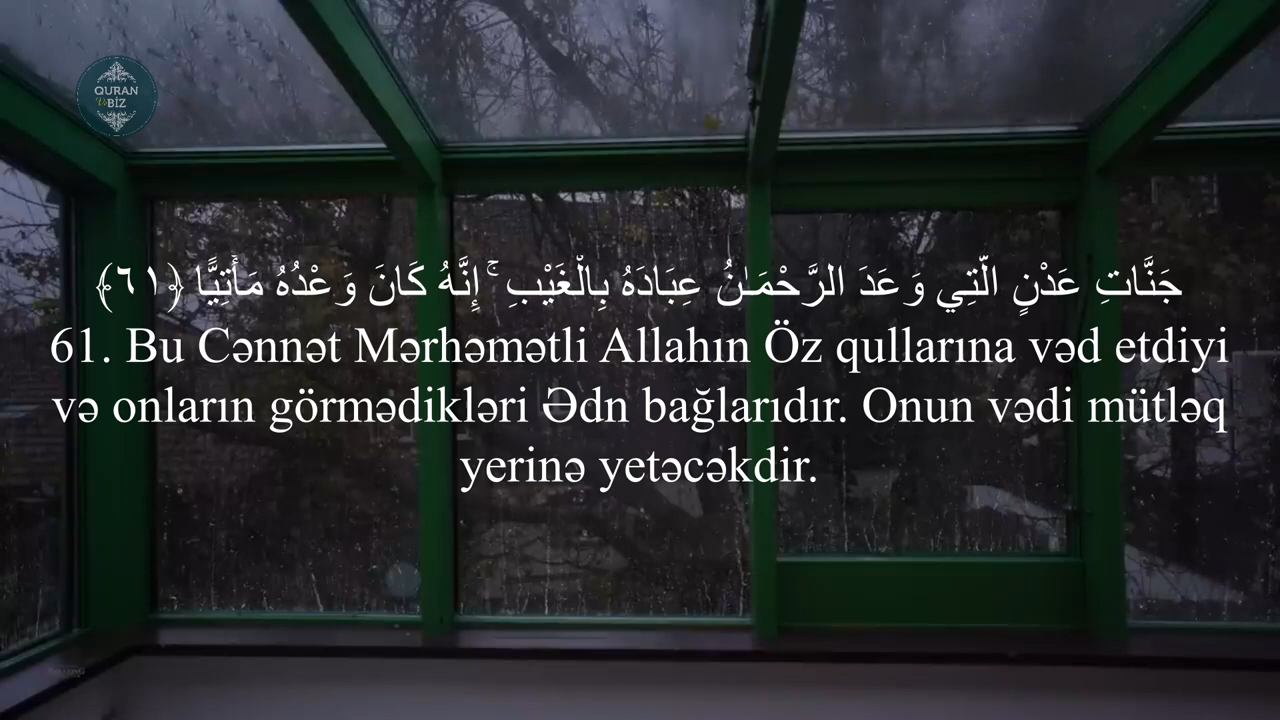 QURAN
Və BİZ
جَنَّاتِ عَدْنٍ الَّتِي وَعَدَ الرَّحْمَـٰنُ عِبَادَهُ بِالْغَيْبِ ۚ إِنَّهُ كَانَ وَعْدُهُ مَأْتِيًّا ﴿٦١﴾
61. Bu Cənnət Mərhəmətli Allahın Öz qullarına vəd etdiyi
və onların görmədikləri Ədn bağlarıdır. Onun vədi mütləq
yerinə yetəcəkdir.